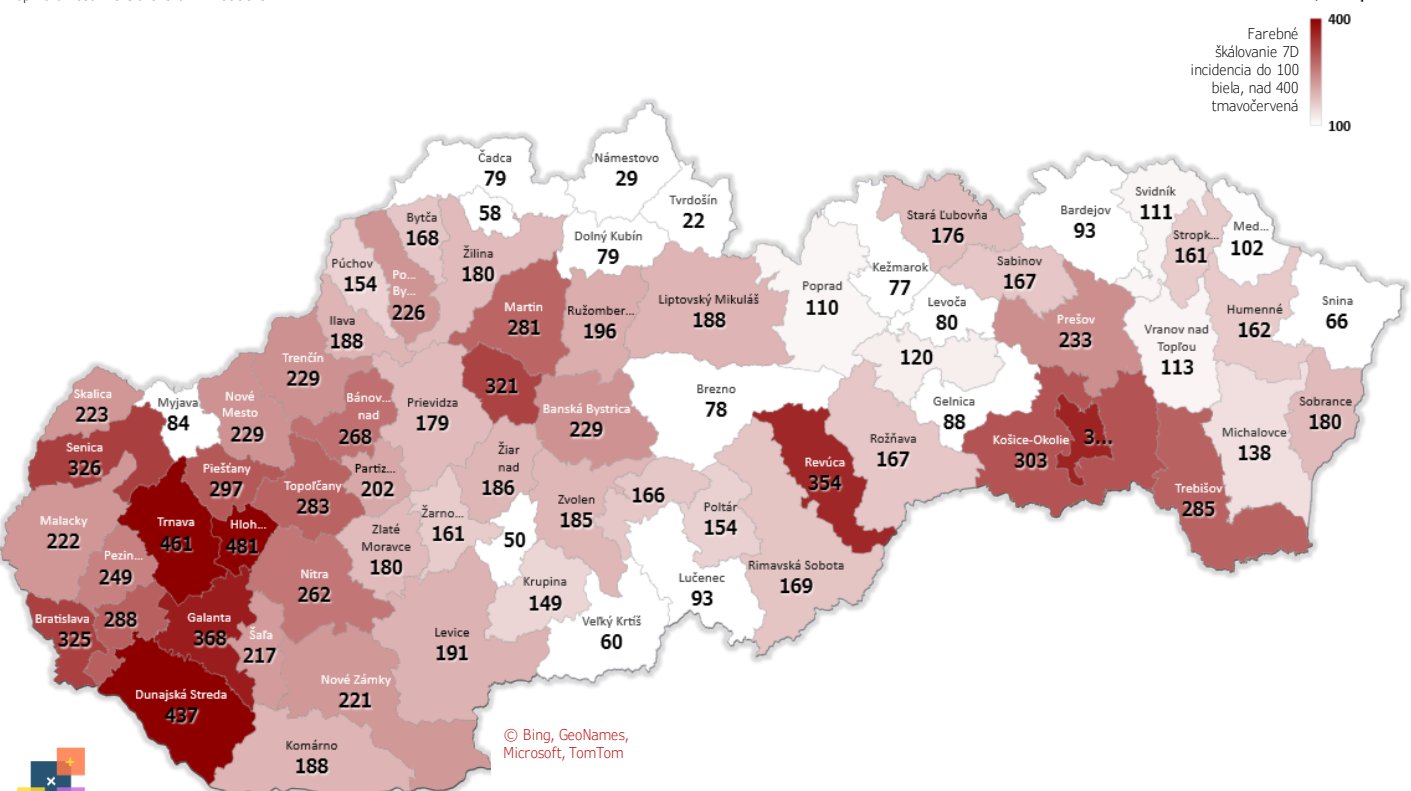 400
Farebné
škálovanie 7D
incidencia do 100
biela, nad 400
tmavočervená
100
Čadca
79
Námestovo
29
Tvrdošín
22
58
Bytča
168
Dolný Kubín
79
Žilina
180
Púchov
154
Po...
By...
226
Ilava
188
Martin
281
Ružomber...
196
Liptovský Mikuláš
188
Poprad
110
Kežmarok
77
Stará Ľubovňa
176
Levoča
80
Sabinov
167
Bardejov
93
Svidník
111
Stropk...
161
Med...
102
Humenné
162
Snina
66
Prešov
233
Vranov nad
Topľou
113
120
Trenčín
229
Bánov...
nad
268
Prievidza
179
321
Banská Bystrica
229
Brezno
78
Gelnica
88
Rožňava
167
Revúca
354
Košice-Okolie
303
3...
Michalovce
138
Sobrance
180
Trebišov
285
Skalica
223
Myjava
84
Nové
Mesto
229
Senica
326
Piešťany
297
Topoľčany
283
Partiz...
202
Žiar
nad
186
Zvolen
185
166
Poltár
154
Malacky
222
Trnava
461
Hloh...
481
Žarno...
161
Zlaté
Moravce
180
50
Pezin...
249
Nitra
262
Krupina
149
Lučenec
93
Rimavská Sobota
169
Bratislava
325
288
Galanta
368
Šaľa
217
Levice
191
Veľký Krtíš
60
Dunajská Streda
437
Nové Zámky
221
Komárno
188
© Bing, GeoNames,
Microsoft, TomTom